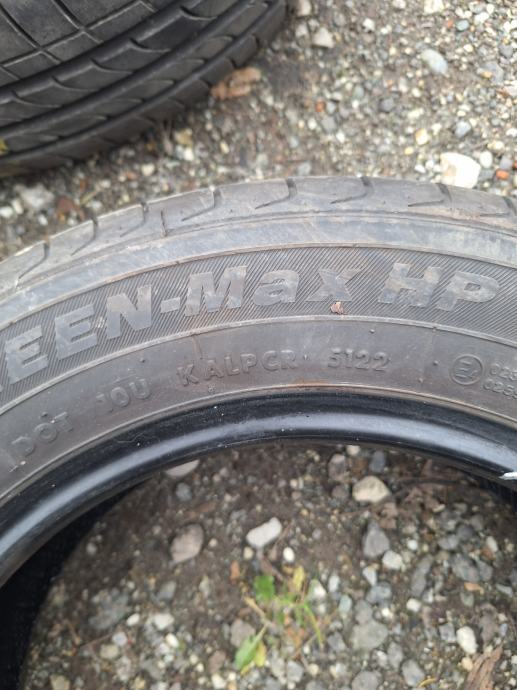 EEN-Max HP
DOT 10U KALPCR 5122